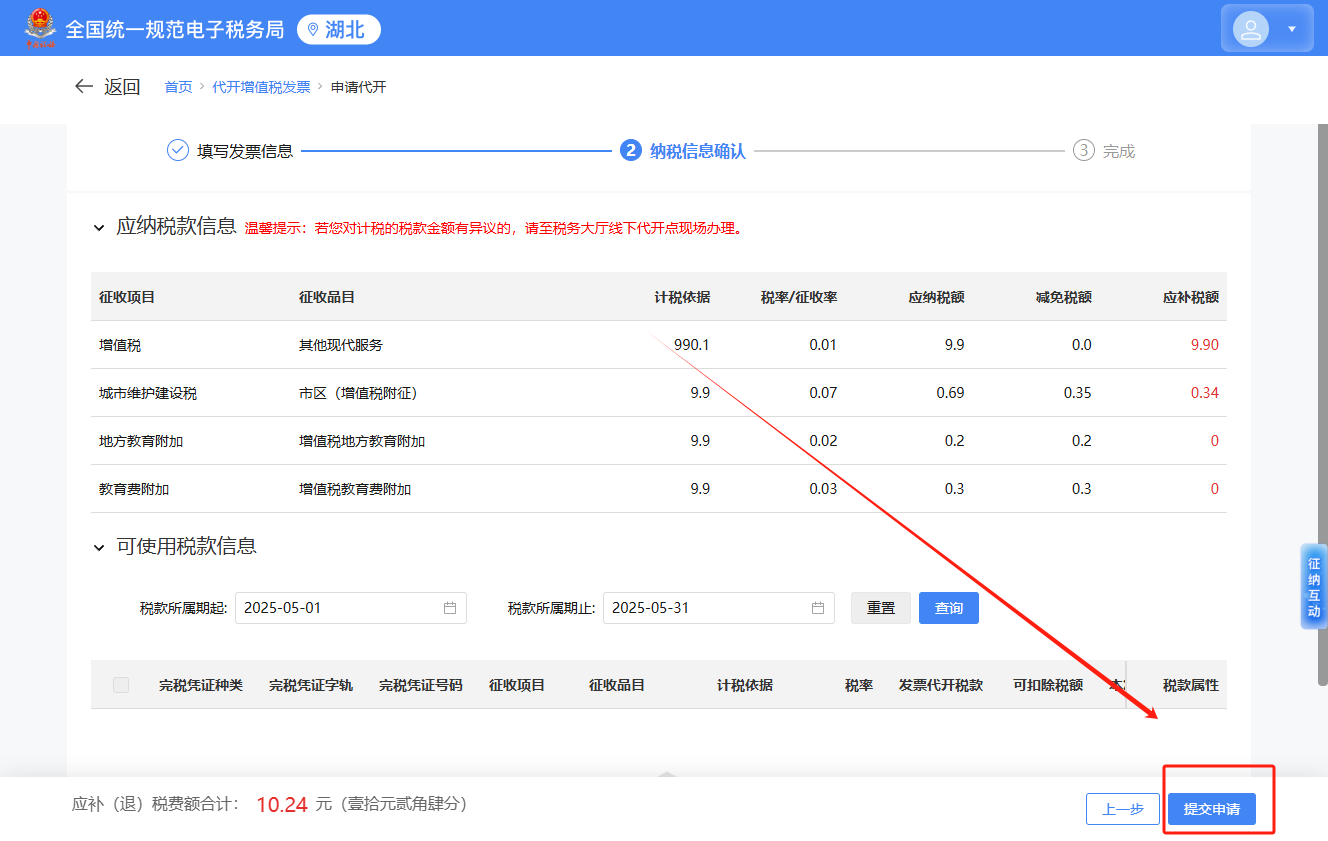 全国统一规范电子税务局 湖北
返回 首页 > 代开增值税发票 > 申请代开
填写发票信息 2 纳税信息确认 3 完成
应纳税款信息 温馨提示：若您对计税的税款金额有异议的，请至税务大厅线下代开点现场办理。
征收项目 征收品目 计税依据 税率/征收率 应纳税额 减免税额 应补税额
增值税 其他现代服务 990.1 0.01 9.9 0.0 9.90
城市维护建设税 市区（增值税附征） 9.9 0.07 0.69 0.35 0.34
地方教育附加 增值税地方教育附加 9.9 0.02 0.2 0.2 0
教育费附加 增值税教育费附加 9.9 0.03 0.3 0.3 0
可使用税款信息
税款所属期起: 2025-05-01 税款所属期止: 2025-05-31 重置 查询
完税凭证种类 完税凭证字轨 完税凭证号码 征收项目 征收品目 计税依据 税率 发票代开税款 可扣除税额 税款属性
征纳互动
应补（退）税费额合计： 10.24 元（壹拾元贰角肆分） 上一步 提交申请